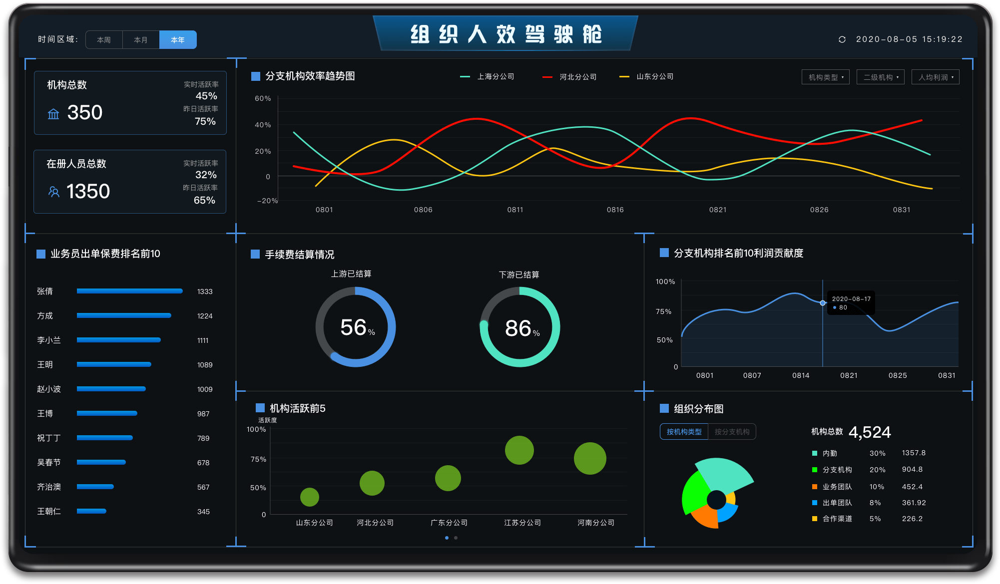 组织人效驾驶舱
时间区域: 本周 本月 本年
2020-08-05 15:19:22
机构总数
350
实时活跃率
45%
昨日活跃率
75%
在册人员总数
1350
实时活跃率
32%
昨日活跃率
65%
分支机构效率趋势图
上海分公司 河北分公司 山东分公司
机构类型 二级机构 人均利润
60%
40%
20%
0
-20%
0801 0806 0811 0816 0821 0826 0831
业务员出单保费排名前10
张倩 1333
方成 1224
李小兰 1111
王明 1089
赵小波 1009
王博 987
祝丁丁 789
吴春节 678
齐治澳 567
王朝仁 345
手续费结算情况
上游已结算
56%
下游已结算
86%
分支机构排名前10利润贡献度
100%
75%
50%
0
2020-08-17
80
0801 0807 0814 0821 0825 0831
机构活跃前5
活跃度
100%
75%
50%
0
山东分公司 河北分公司 广东分公司 江苏分公司 河南分公司
组织分布图
按机构类型 按分支机构
机构总数 4,524
内勤 30% 1357.8
分支机构 20% 904.8
业务团队 10% 452.4
出单团队 8% 361.92
合作渠道 5% 226.2